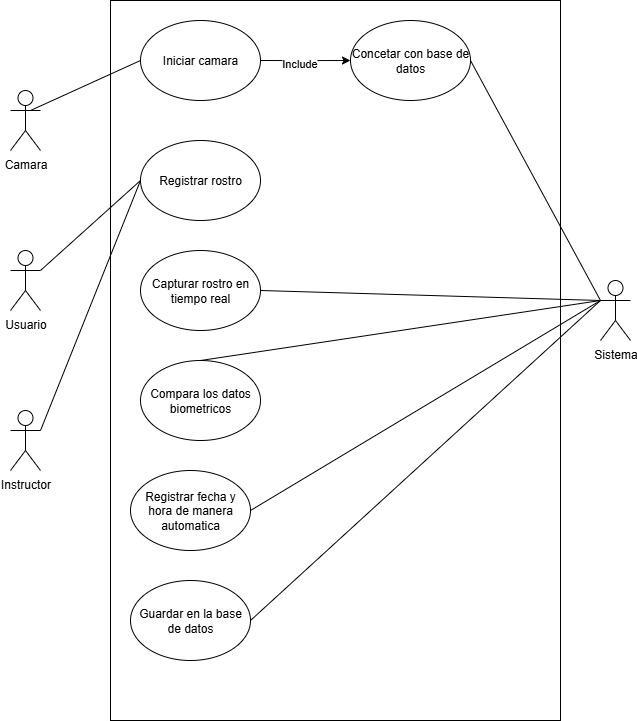 Iniciar camara
Include
Concetar con base de
datos
Camara
Registrar rostro
Usuario
Capturar rostro en
tiempo real
Sistema
Compara los datos
biometricos
Instructor
Registrar fecha y
hora de manera
automatica
Guardar en la base
de datos